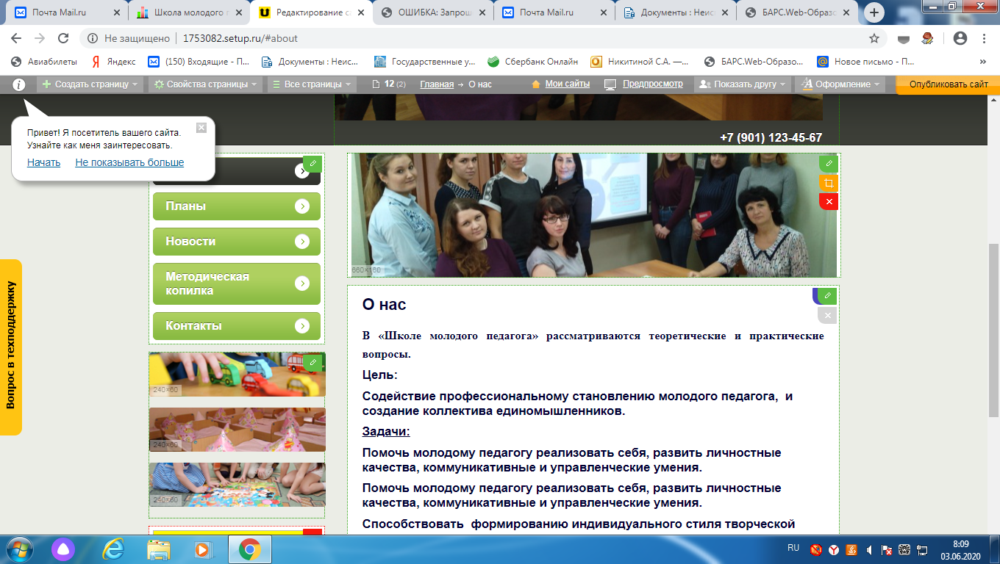 Почта Mail.ru
Школа молодого п
Редактирование са
ОШИБКА: Запрош
Почта Mail.ru
Документы : Неис
БАРС.Web-Образо
Не защищено
1753082.setup.ru/#about
Авиабилеты
Яндекс
(150) Входящие - П...
Документы : Неис...
Государственные у...
Сбербанк Онлайн
Никитиной С.А. —...
БАРС.Web-Образо...
Новое письмо - П...
»
Создать страницу
Свойства страницы
Все страницы
12 (2)
Главная → О нас
Мои сайты
Предпросмотр
Показать другу
Оформление
Опубликовать сайт
Привет! Я посетитель вашего сайта.
Узнайте как меня заинтересовать.
Начать Не показывать больше
+7 (901) 123-45-67
Планы
Новости
Методическая
копилка
Контакты
Вопрос в техподдержку
240×60
240×60
240×60
660×160
О нас
В «Школе молодого педагога» рассматриваются теоретические и практические
вопросы.
Цель:
Содействие профессиональному становлению молодого педагога, и
создание коллектива единомышленников.
Задачи:
Помочь молодому педагогу реализовать себя, развить личностные
качества, коммуникативные и управленческие умения.
Помочь молодому педагогу реализовать себя, развить личностные
качества, коммуникативные и управленческие умения.
Способствовать формированию индивидуального стиля творческой
RU
8:09
03.06.2020